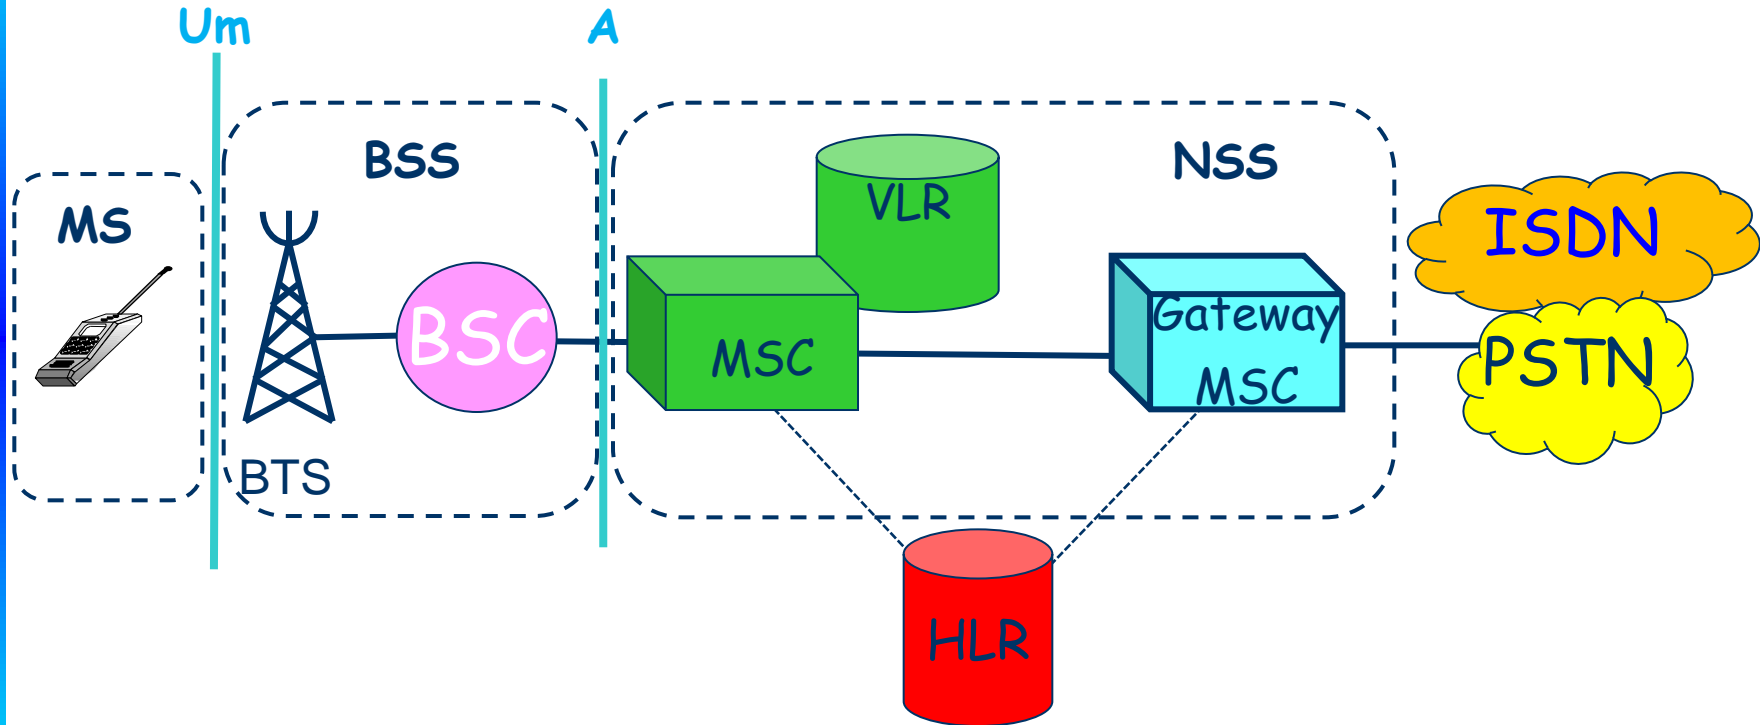 Um
A
MS
BSS
NSS
BTS
BSC
VLR
MSC
Gateway
MSC
HLR
ISDN
PSTN